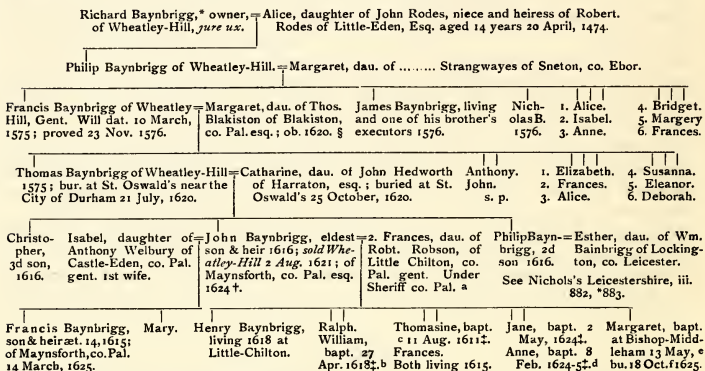 Richard Baynbrigg,* owner,=Alice, daughter of John Rodes, niece and heiress of Robert.
of Wheatley-Hill, jure ux. Rodes of Little-Eden, Esq. aged 14 years 20 April, 1474.
Philip Baynbrigg of Wheatley-Hill.=Margaret, dau. of ......... Strangwayes of Sneton, co. Ebor.
Francis Baynbrigg of Wheatley=Margaret, dau. of Thos.
Hill, Gent. Will dat. 10 March, Blakiston of Blakiston,
1575; proved 23 Nov. 1576. co. Pal. esq.; ob. 1620. §
James Baynbrigg, living
and one of his brother's
executors 1576.
Nich-
olas B.
1576.
1. Alice. 4. Bridget.
2. Isabel. 5. Margery
3. Anne. 6. Frances.
Thomas Baynbrigg of Wheatley-Hill=Catharine, dau. of John Hedworth
1575; bur. at St. Oswald's near the of Harraton, esq.; buried at St.
City of Durham 21 July, 1620. Oswald's 25 October, 1620.
Anthony.
John.
s. p.
1. Elizabeth. 4. Susanna.
2. Frances. 5. Eleanor.
3. Alice. 6. Deborah.
Christo-
pher,
3d son,
1616.
Isabel, daughter of=John Baynbrigg, eldest=2. Frances, dau. of
Anthony Welbury of son & heir 1616; sold Whe- Robt. Robson, of
Castle-Eden, co. Pal. atley-Hill 2 Aug. 1621; of Little Chilton, co.
gent. 1st wife. Maynsforth, co. Pal. esq. Pal. gent. Under
1624†. Sheriff co. Pal. a
Philip Bayn-=Esther, dau. of Wm.
brigg, 2d Bainbrigg of Locking-
son 1616. ton, co. Leicester.
See Nichols's Leicestershire, iii.
882, *883.
Francis Baynbrigg,
son & heir æt. 14, 1615;
of Maynsforth, co. Pal.
14 March, 1625.
Mary.
Henry Baynbrigg,
living 1618 at
Little-Chilton.
Ralph.
William,
bapt. 27
Apr. 1618‡. b
Thomasine, bapt.
c 11 Aug. 1611‡.
Frances.
Both living 1615.
Jane, bapt. 2
May, 1624‡.
Anne, bapt. 8
Feb. 1624-5‡. d
Margaret, bapt.
at Bishop-Midd-
leham 13 May, e
bu. 18 Oct. f 1625.